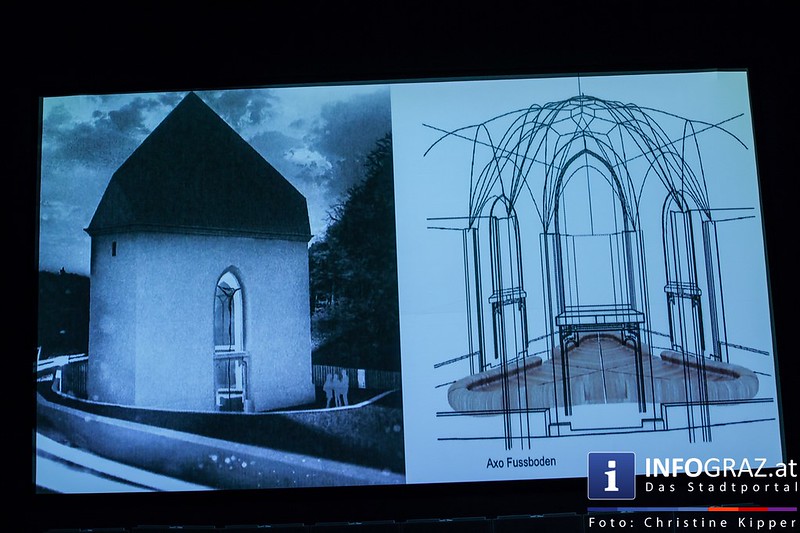 Axo Fussboden
i INFOGRAZ.at
Das Stadtportal
Foto: Christine Kipper